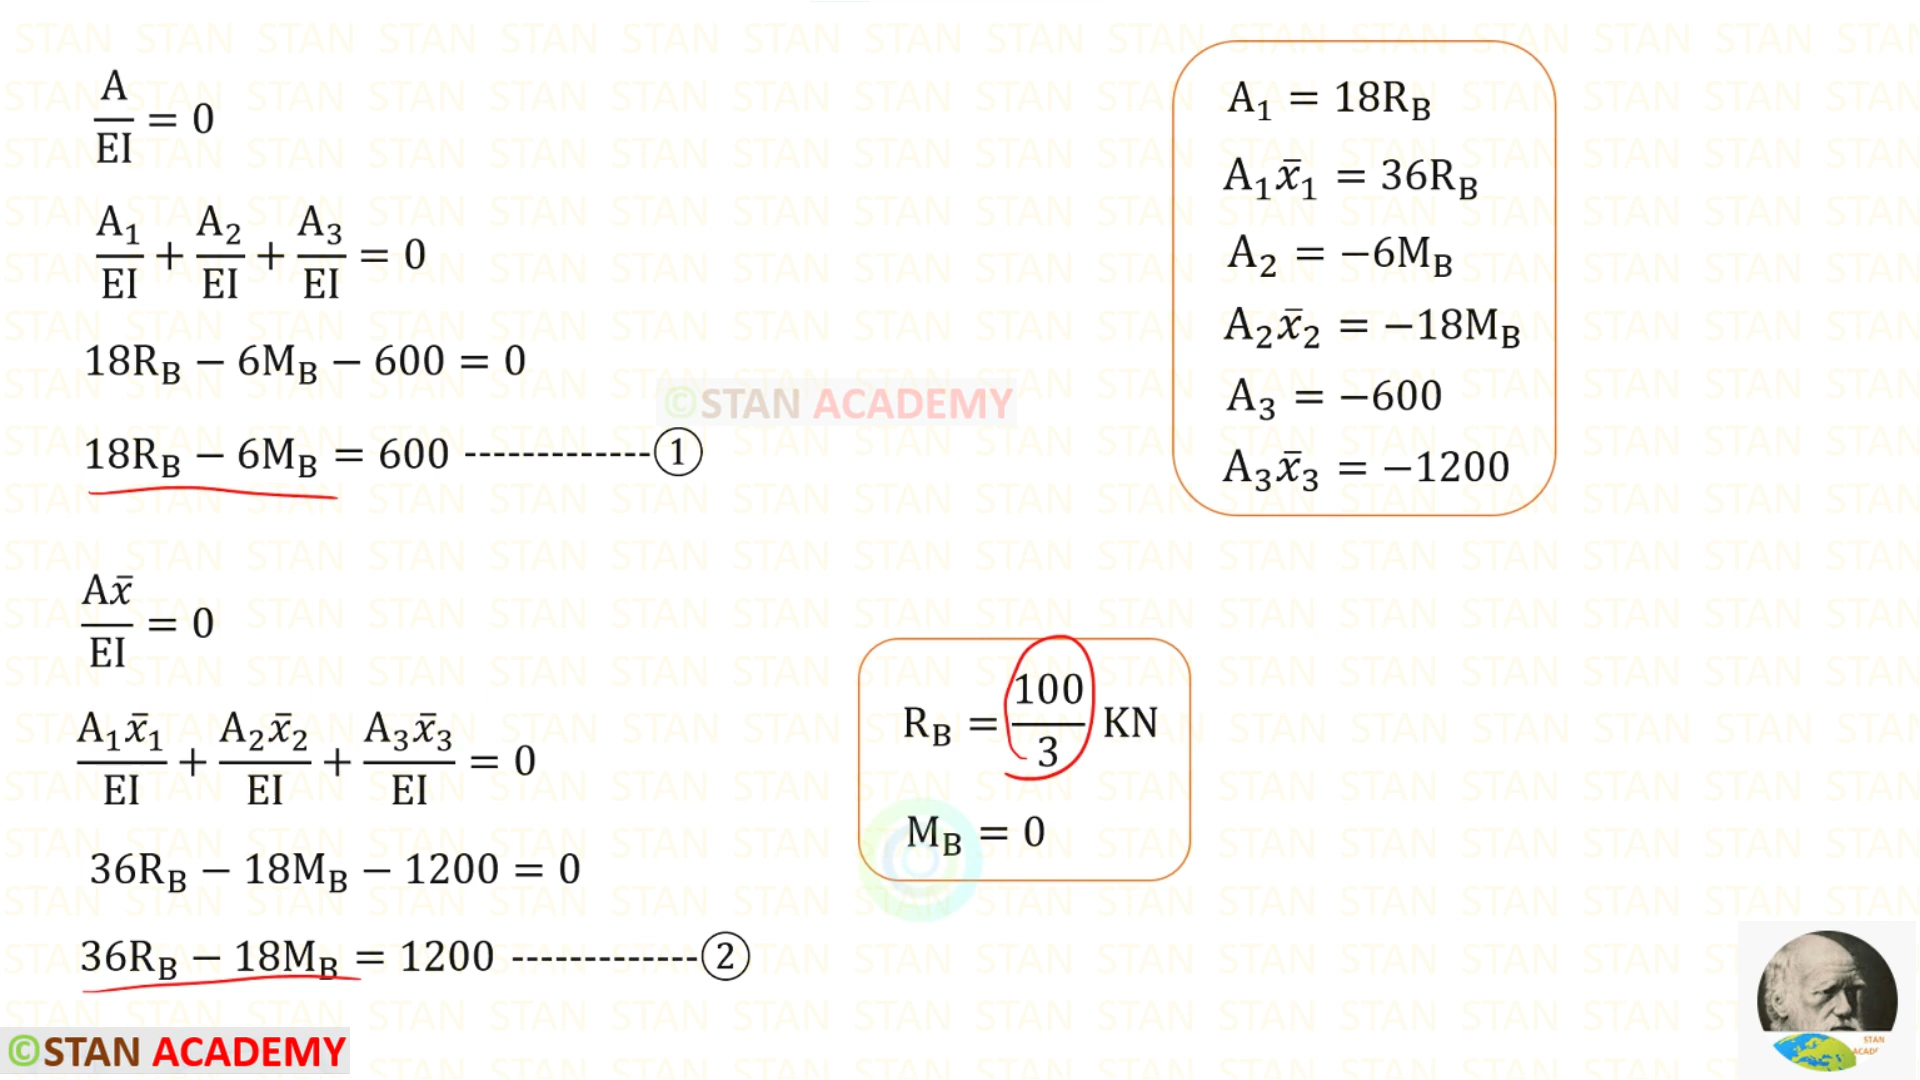 A/EI = 0
A₁/EI + A₂/EI + A₃/EI = 0
18R_B − 6M_B − 600 = 0
18R_B − 6M_B = 600 -------------①
Ax̄/EI = 0
A₁x̄₁/EI + A₂x̄₂/EI + A₃x̄₃/EI = 0
36R_B − 18M_B − 1200 = 0
36R_B − 18M_B = 1200 -------------②
A₁ = 18R_B
A₁x̄₁ = 36R_B
A₂ = −6M_B
A₂x̄₂ = −18M_B
A₃ = −600
A₃x̄₃ = −1200
©STAN ACADEMY
R_B = 100/3 KN
M_B = 0
©STAN ACADEMY
STAN